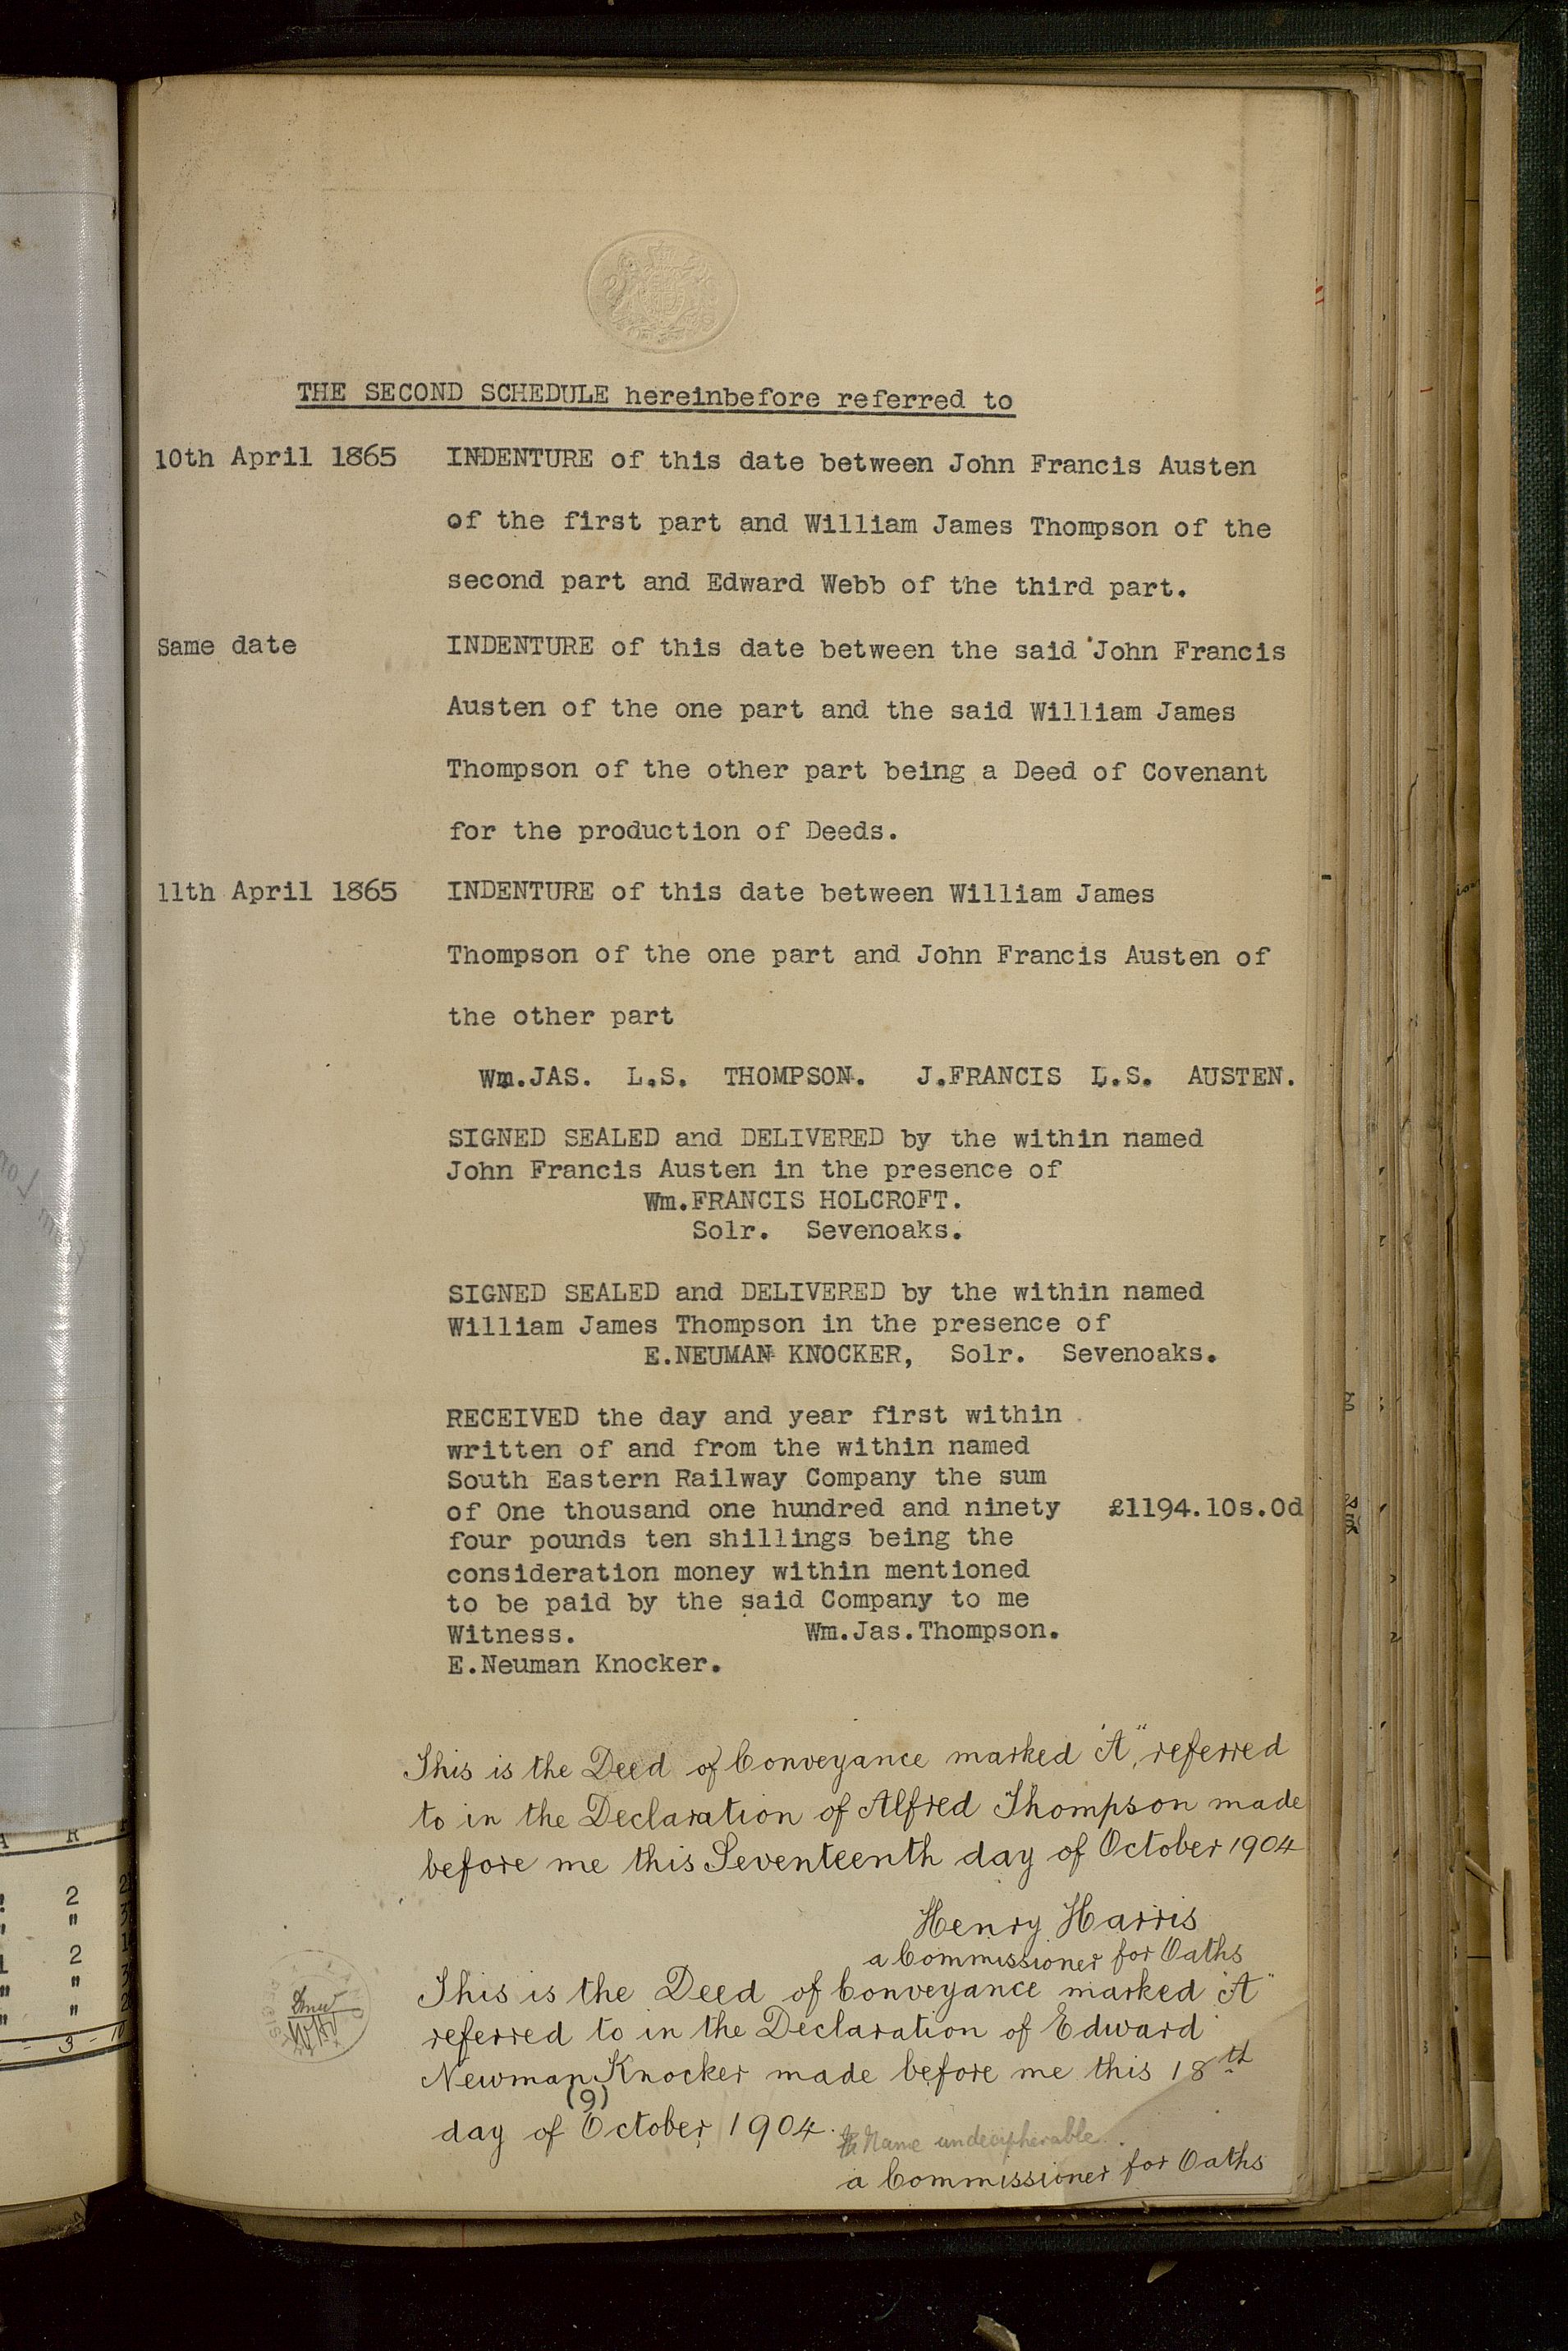 THE SECOND SCHEDULE hereinbefore referred to
10th April 1865 INDENTURE of this date between John Francis Austen
of the first part and William James Thompson of the
second part and Edward Webb of the third part.
Same date INDENTURE of this date between the said John Francis
Austen of the one part and the said William James
Thompson of the other part being a Deed of Covenant
for the production of Deeds.
11th April 1865 INDENTURE of this date between William James
Thompson of the one part and John Francis Austen of
the other part
Wm.JAS. L.S. THOMPSON. J.FRANCIS L.S. AUSTEN.
SIGNED SEALED and DELIVERED by the within named
John Francis Austen in the presence of
Wm.FRANCIS HOLCROFT.
Solr. Sevenoaks.
SIGNED SEALED and DELIVERED by the within named
William James Thompson in the presence of
E.NEUMAN KNOCKER, Solr. Sevenoaks.
RECEIVED the day and year first within
written of and from the within named
South Eastern Railway Company the sum
of One thousand one hundred and ninety £1194.10s.0d
four pounds ten shillings being the
consideration money within mentioned
to be paid by the said Company to me
Witness. Wm.Jas.Thompson.
E.Neuman Knocker.
This is the Deed of Conveyance marked "A", referred
to in the Declaration of Alfred Thompson made
before me this Seventeenth day of October 1904
Henry Harris
a Commissioner for Oaths
This is the Deed of Conveyance marked "A"
referred to in the Declaration of Edward
Newman Knocker made before me this 18th
(9)
day of October 1904.
Name undecipherable
a Commissioner for Oaths
A R
2 2
" 3
2 1
" 3
" 2
- 3 - 10